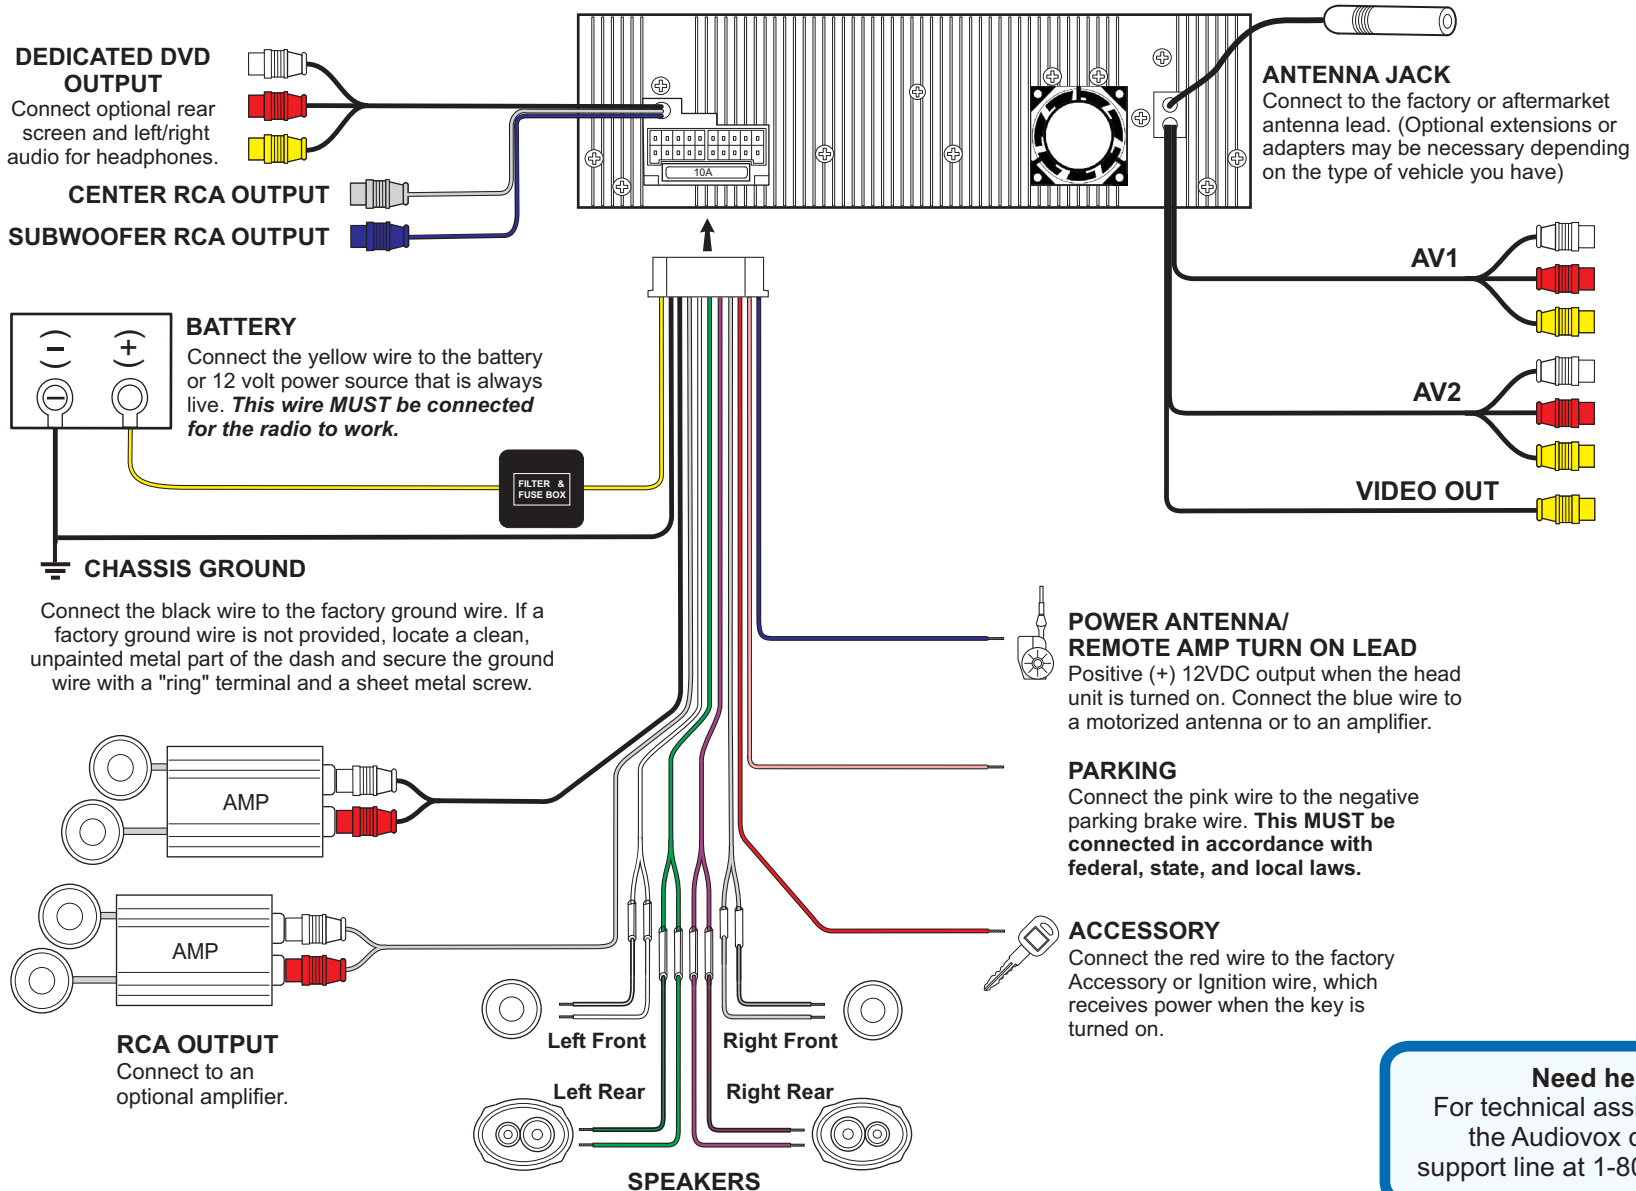 DEDICATED DVD
OUTPUT
Connect optional rear
screen and left/right
audio for headphones.
CENTER RCA OUTPUT
SUBWOOFER RCA OUTPUT
10A
ANTENNA JACK
Connect to the factory or aftermarket
antenna lead. (Optional extensions or
adapters may be necessary depending
on the type of vehicle you have)
AV1
AV2
VIDEO OUT
BATTERY
Connect the yellow wire to the battery
or 12 volt power source that is always
live. This wire MUST be connected
for the radio to work.
FILTER &
FUSE BOX
CHASSIS GROUND
Connect the black wire to the factory ground wire. If a
factory ground wire is not provided, locate a clean,
unpainted metal part of the dash and secure the ground
wire with a "ring" terminal and a sheet metal screw.
POWER ANTENNA/
REMOTE AMP TURN ON LEAD
Positive (+) 12VDC output when the head
unit is turned on. Connect the blue wire to
a motorized antenna or to an amplifier.
PARKING
Connect the pink wire to the negative
parking brake wire. This MUST be
connected in accordance with
federal, state, and local laws.
ACCESSORY
Connect the red wire to the factory
Accessory or Ignition wire, which
receives power when the key is
turned on.
AMP
AMP
RCA OUTPUT
Connect to an
optional amplifier.
Left Front
Right Front
Left Rear
Right Rear
SPEAKERS
Need he
For technical assi
the Audiovox c
support line at 1-80